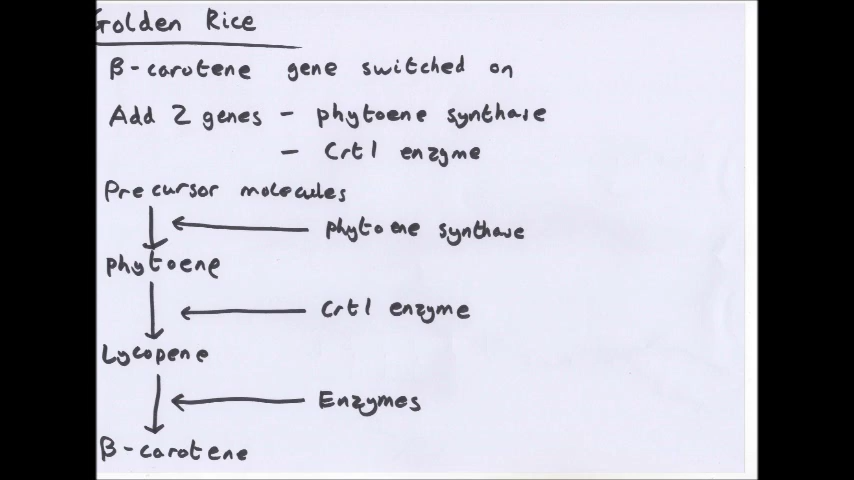 Golden Rice
β-carotene gene switched on
Add 2 genes - phytoene synthase
- Crt1 enzyme
Precursor molecules
phytoene synthase
phytoene
Crt1 enzyme
Lycopene
Enzymes
β-carotene